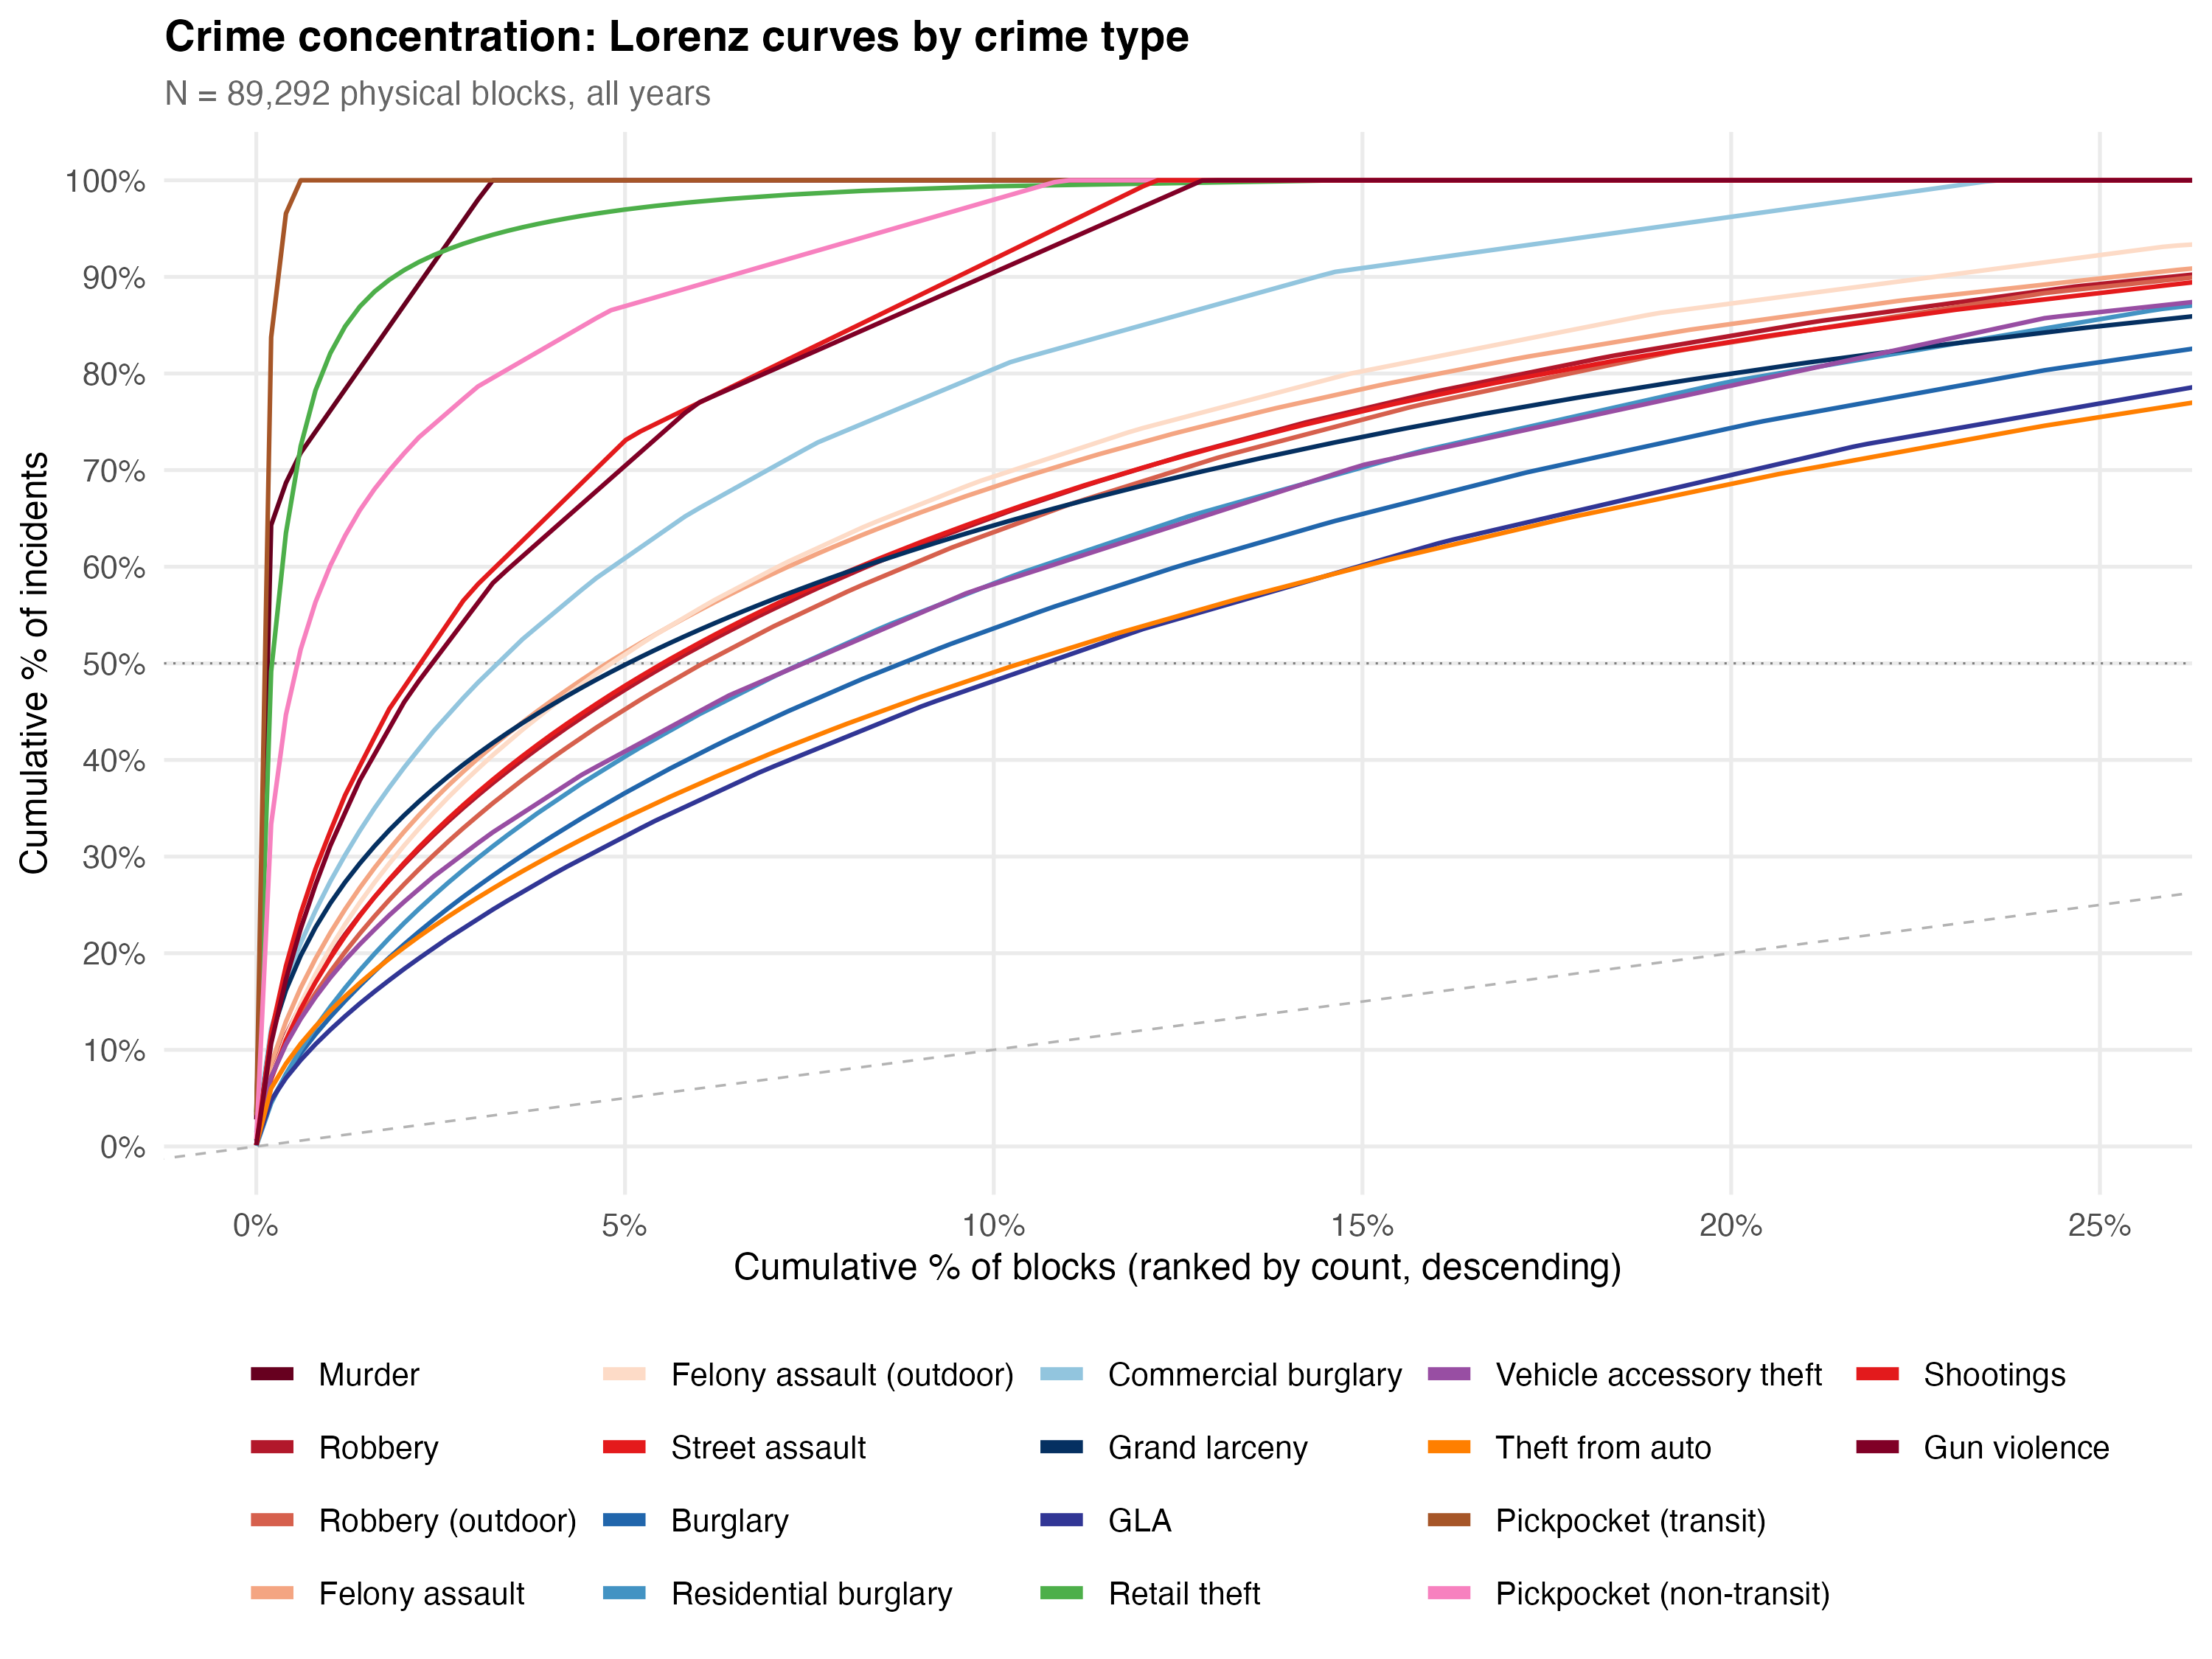 Crime concentration: Lorenz curves by crime type
N = 89,292 physical blocks, all years
Cumulative % of incidents
100%
90%
80%
70%
60%
50%
40%
30%
20%
10%
0%
0% 5% 10% 15% 20% 25%
Cumulative % of blocks (ranked by count, descending)
Murder Felony assault (outdoor) Commercial burglary Vehicle accessory theft Shootings
Robbery Street assault Grand larceny Theft from auto Gun violence
Robbery (outdoor) Burglary GLA Pickpocket (transit)
Felony assault Residential burglary Retail theft Pickpocket (non-transit)